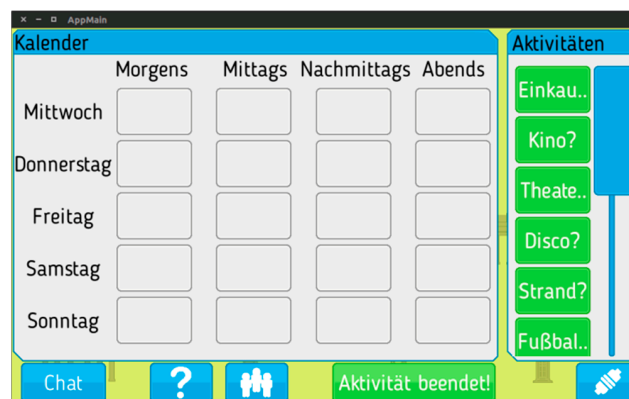 AppMain
Kalender
Aktivitäten
Morgens Mittags Nachmittags Abends
Mittwoch
Donnerstag
Freitag
Samstag
Sonntag
Einkau..
Kino?
Theate..
Disco?
Strand?
Fußbal..
Chat
?
Aktivität beendet!